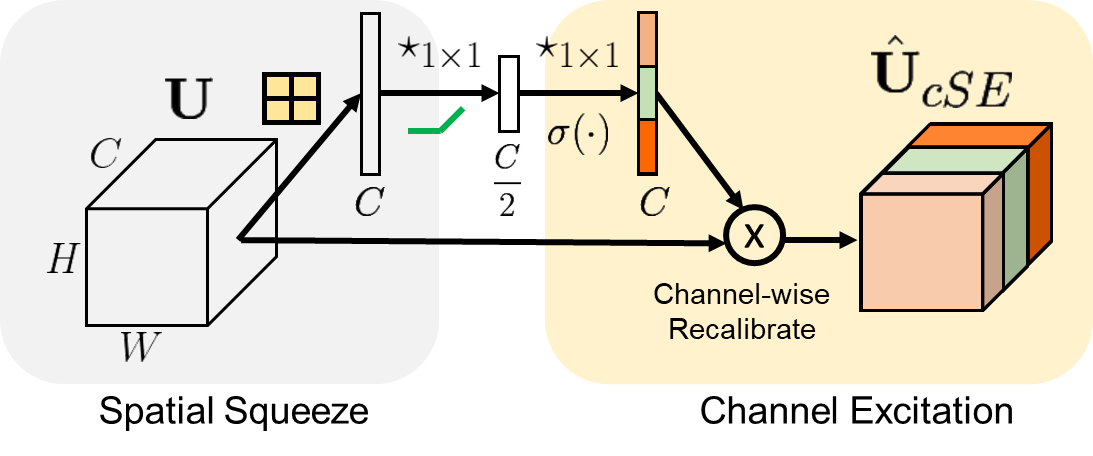 U
C
H
W
C
⋆1×1
C/2
⋆1×1
σ(·)
C
X
Channel-wise
Recalibrate
Û_cSE
Spatial Squeeze
Channel Excitation